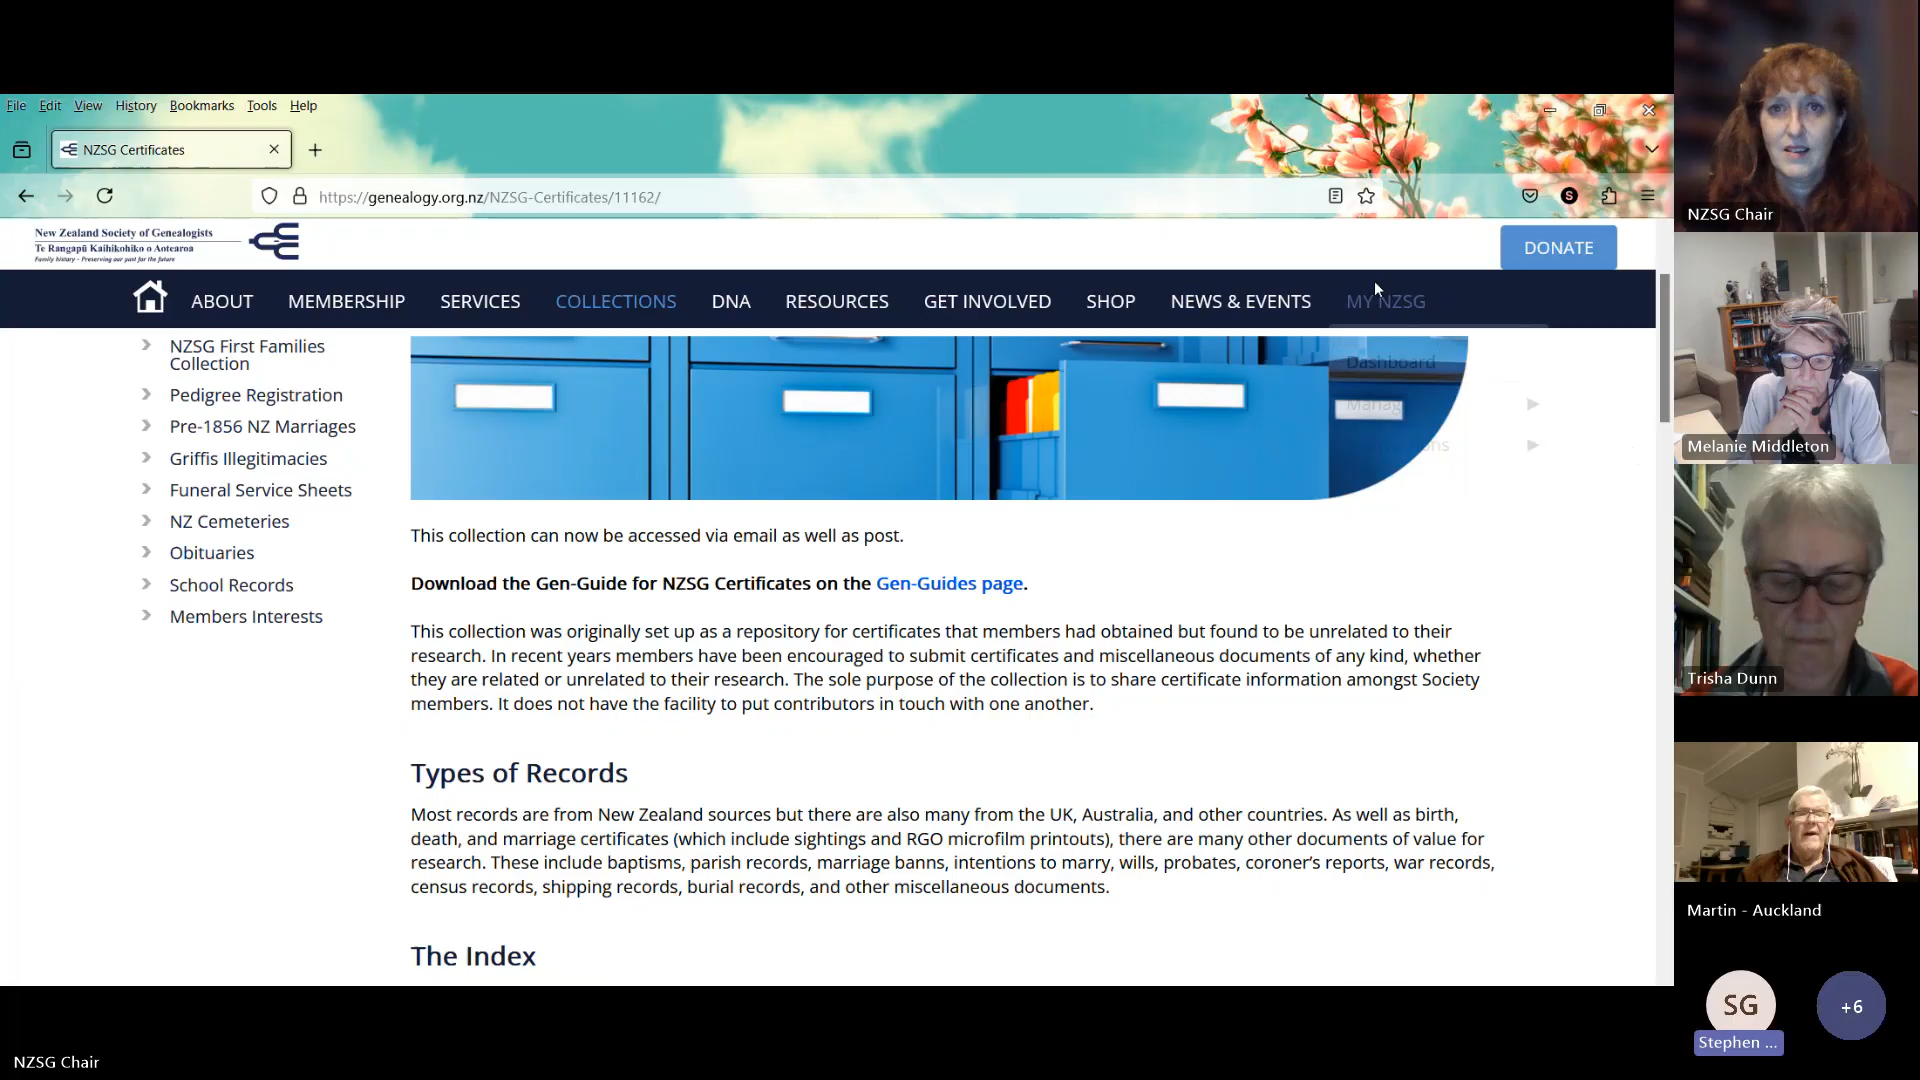 File Edit View History Bookmarks Tools Help
NZSG Certificates
https://genealogy.org.nz/NZSG-Certificates/11162/
S
New Zealand Society of Genealogists
Te Rangapū Kaihikohiko o Aotearoa
Family history - Preserving our past for the future
DONATE
ABOUT MEMBERSHIP SERVICES COLLECTIONS DNA RESOURCES GET INVOLVED SHOP NEWS & EVENTS MY NZSG
Dashboard
NZSG First Families
Collection
Pedigree Registration
Pre-1856 NZ Marriages
Griffis Illegitimacies
Funeral Service Sheets
NZ Cemeteries
Obituaries
School Records
Members Interests
This collection can now be accessed via email as well as post.
Download the Gen-Guide for NZSG Certificates on the Gen-Guides page.
This collection was originally set up as a repository for certificates that members had obtained but found to be unrelated to their
research. In recent years members have been encouraged to submit certificates and miscellaneous documents of any kind, whether
they are related or unrelated to their research. The sole purpose of the collection is to share certificate information amongst Society
members. It does not have the facility to put contributors in touch with one another.
Types of Records
Most records are from New Zealand sources but there are also many from the UK, Australia, and other countries. As well as birth,
death, and marriage certificates (which include sightings and RGO microfilm printouts), there are many other documents of value for
research. These include baptisms, parish records, marriage banns, intentions to marry, wills, probates, coroner's reports, war records,
census records, shipping records, burial records, and other miscellaneous documents.
The Index
NZSG Chair
NZSG Chair
Melanie Middleton
Trisha Dunn
Martin - Auckland
SG
+6
Stephen ...